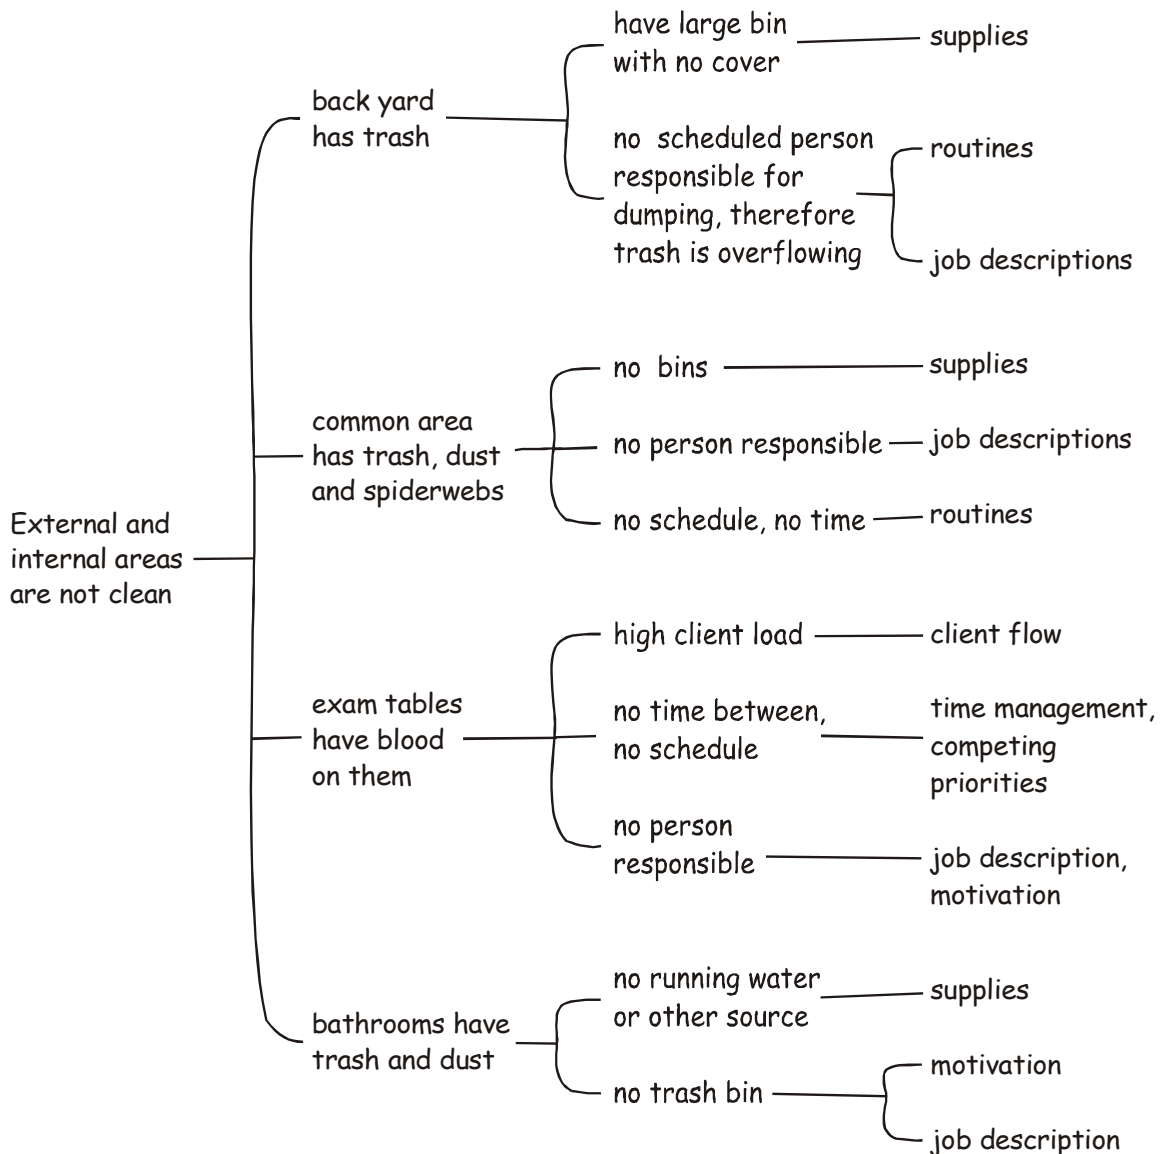 External and
internal areas
are not clean
back yard
has trash
have large bin
with no cover
supplies
no scheduled person
responsible for
dumping, therefore
trash is overflowing
routines
job descriptions
common area
has trash, dust
and spiderwebs
no bins
supplies
no person responsible
job descriptions
no schedule, no time
routines
exam tables
have blood
on them
high client load
client flow
no time between,
no schedule
time management,
competing
priorities
no person
responsible
job description,
motivation
bathrooms have
trash and dust
no running water
or other source
supplies
no trash bin
motivation
job description